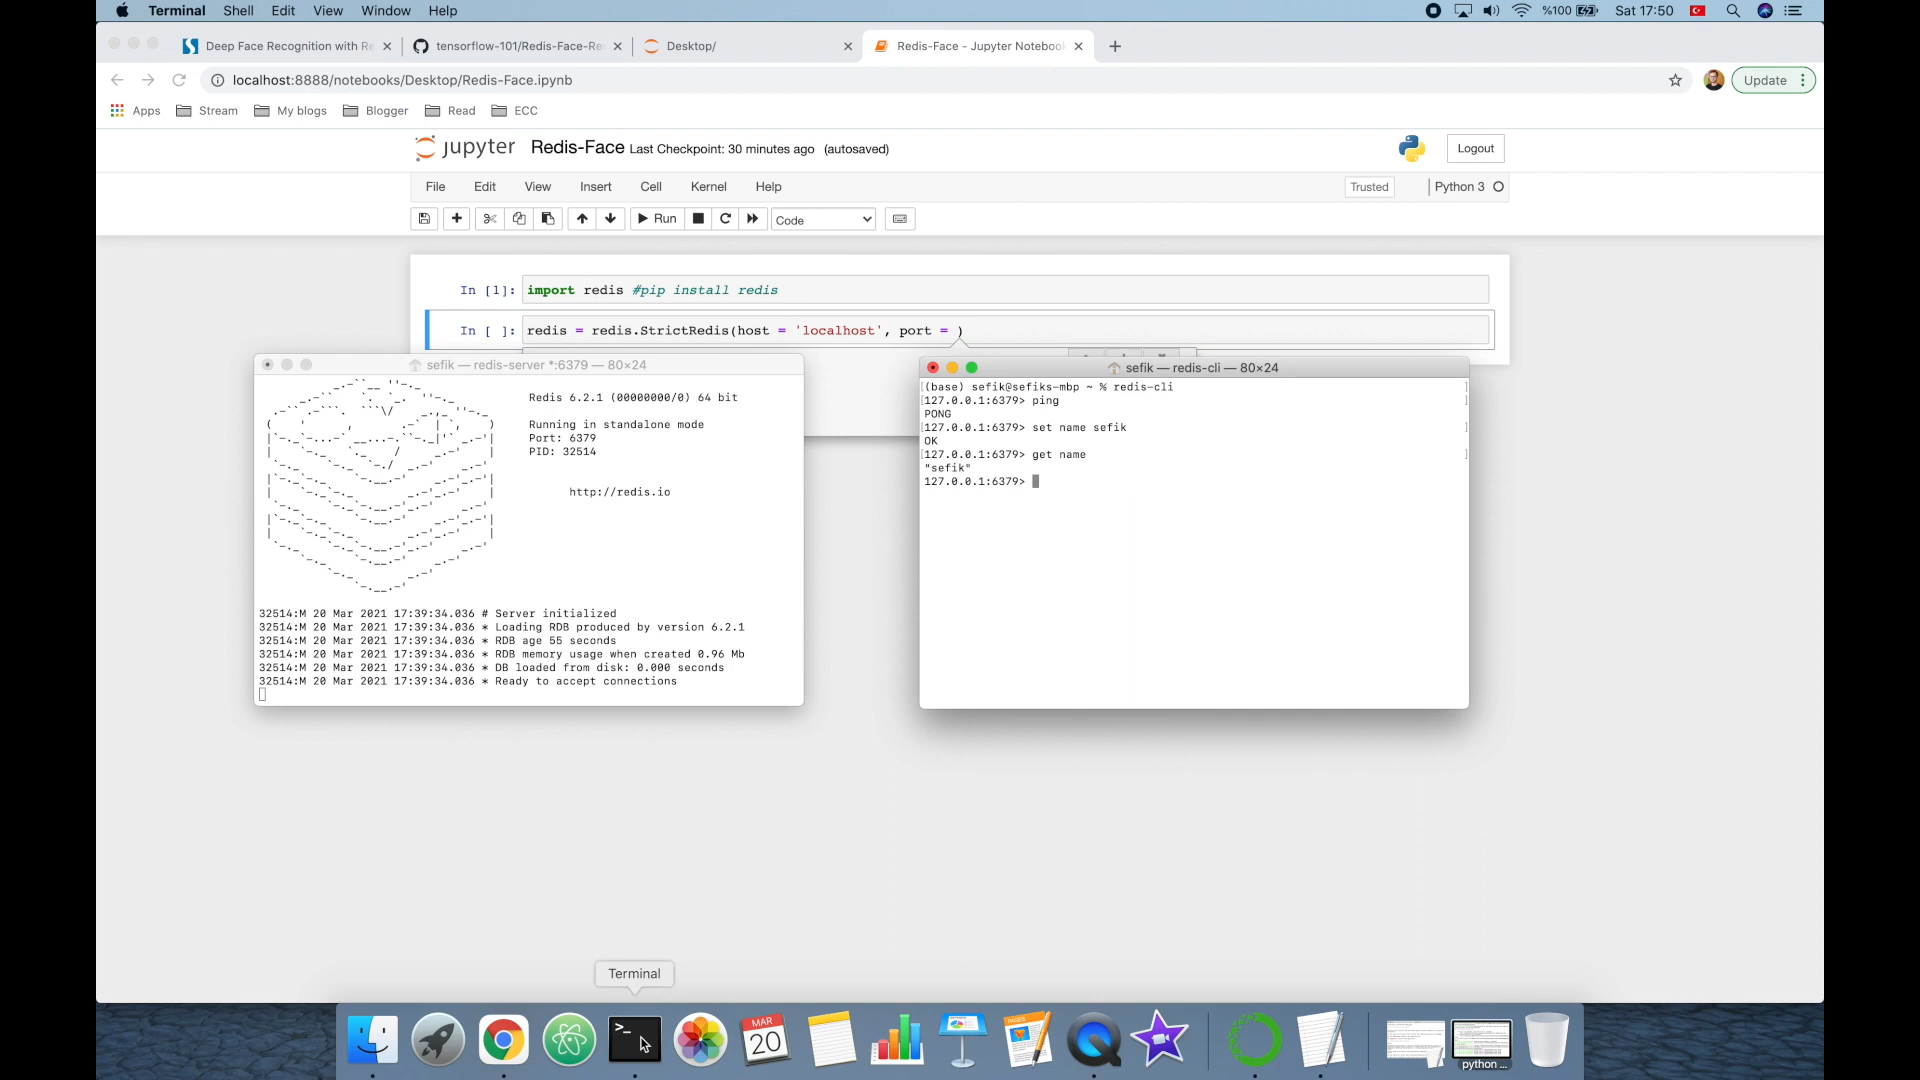 Terminal Shell Edit View Window Help %100 Sat 17:50
Deep Face Recognition with Re tensorflow-101/Redis-Face-Re Desktop/ Redis-Face - Jupyter Notebook
localhost:8888/notebooks/Desktop/Redis-Face.ipynb Update
Apps Stream My blogs Blogger Read ECC
jupyter Redis-Face Last Checkpoint: 30 minutes ago (autosaved) Logout
File Edit View Insert Cell Kernel Help Trusted Python 3
Run Code
In [1]: import redis #pip install redis
In [ ]: redis = redis.StrictRedis(host = 'localhost', port = )
sefik — redis-server *:6379 — 80×24
Redis 6.2.1 (00000000/0) 64 bit
Running in standalone mode
Port: 6379
PID: 32514
http://redis.io
32514:M 20 Mar 2021 17:39:34.036 # Server initialized
32514:M 20 Mar 2021 17:39:34.036 * Loading RDB produced by version 6.2.1
32514:M 20 Mar 2021 17:39:34.036 * RDB age 55 seconds
32514:M 20 Mar 2021 17:39:34.036 * RDB memory usage when created 0.96 Mb
32514:M 20 Mar 2021 17:39:34.036 * DB loaded from disk: 0.000 seconds
32514:M 20 Mar 2021 17:39:34.036 * Ready to accept connections
sefik — redis-cli — 80×24
[(base) sefik@sefiks-mbp ~ % redis-cli ]
[127.0.0.1:6379> ping ]
PONG
[127.0.0.1:6379> set name sefik ]
OK
[127.0.0.1:6379> get name ]
"sefik"
127.0.0.1:6379>
Terminal
MAR
20
PAGES
python ...